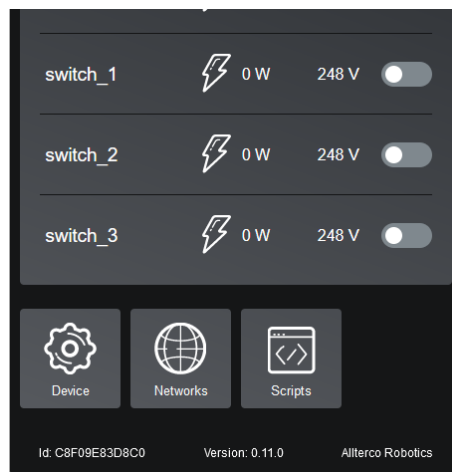 switch_1 0 W 248 V
switch_2 0 W 248 V
switch_3 0 W 248 V
Device Networks Scripts
Id: C8F09E83D8C0 Version: 0.11.0 Allterco Robotics